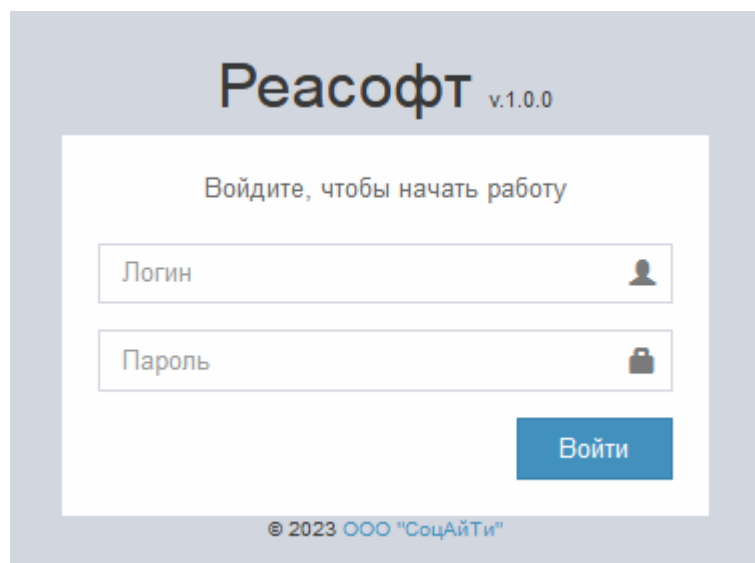 Реасофт v.1.0.0
Войдите, чтобы начать работу
Логин
Пароль
Войти
© 2023 ООО "СоцАйТи"